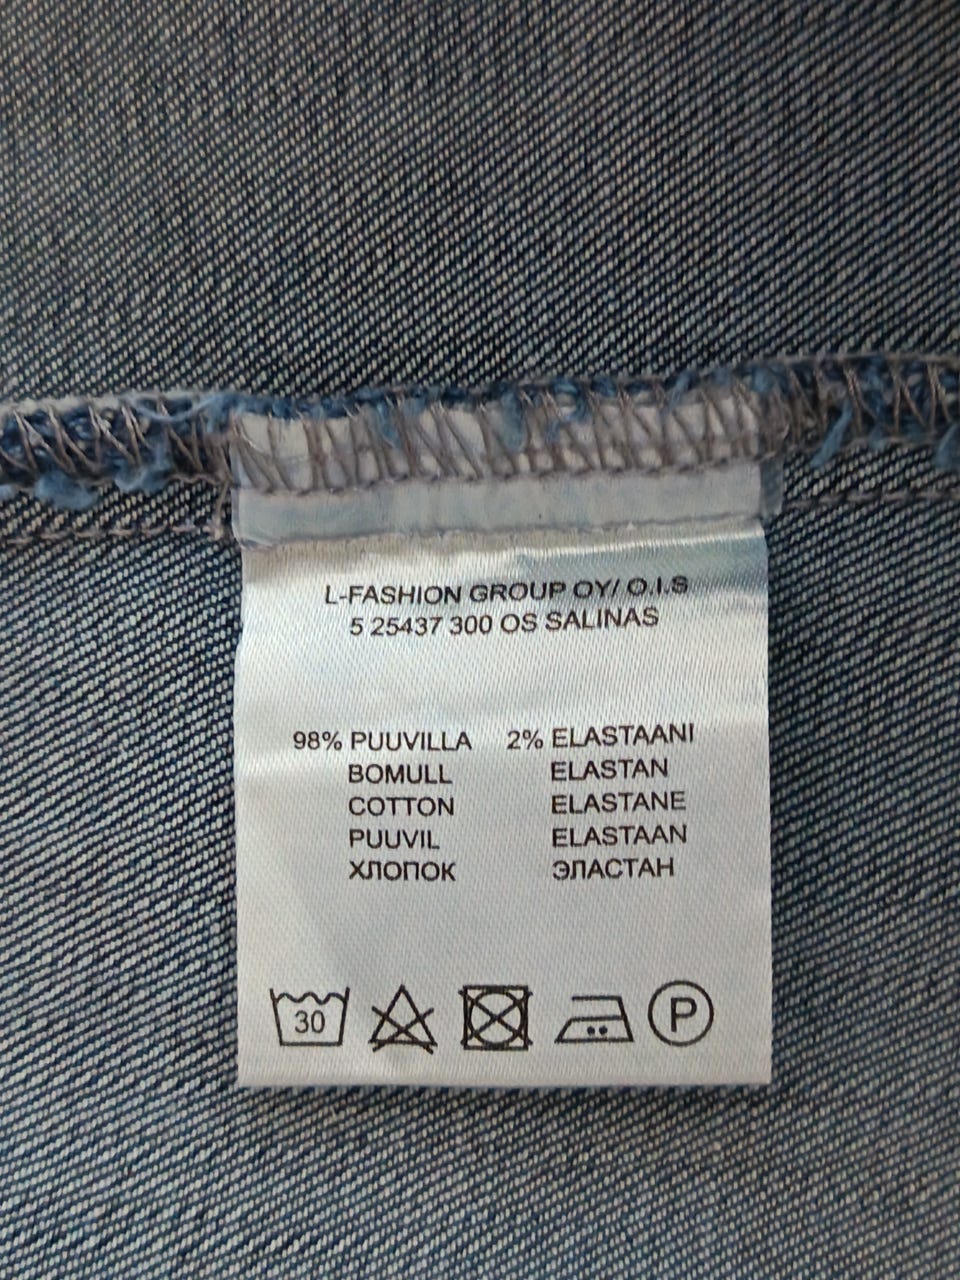 L-FASHION GROUP OY/ O.I.S
5 25437 300 OS SALINAS
98% PUUVILLA 2% ELASTAANI
BOMULL ELASTAN
COTTON ELASTANE
PUUVIL ELASTAAN
ХЛОПОК ЭЛАСТАН
30 P